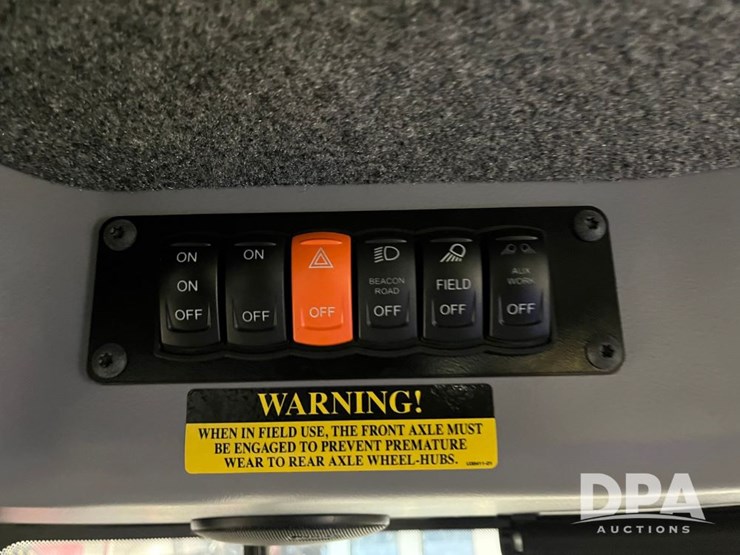 ON
ON
OFF
ON
OFF
OFF
BEACON
ROAD
OFF
FIELD
OFF
AUX
WORK
OFF
WARNING!
WHEN IN FIELD USE, THE FRONT AXLE MUST
BE ENGAGED TO PREVENT PREMATURE
WEAR TO REAR AXLE WHEEL-HUBS.
DPA
AUCTIONS